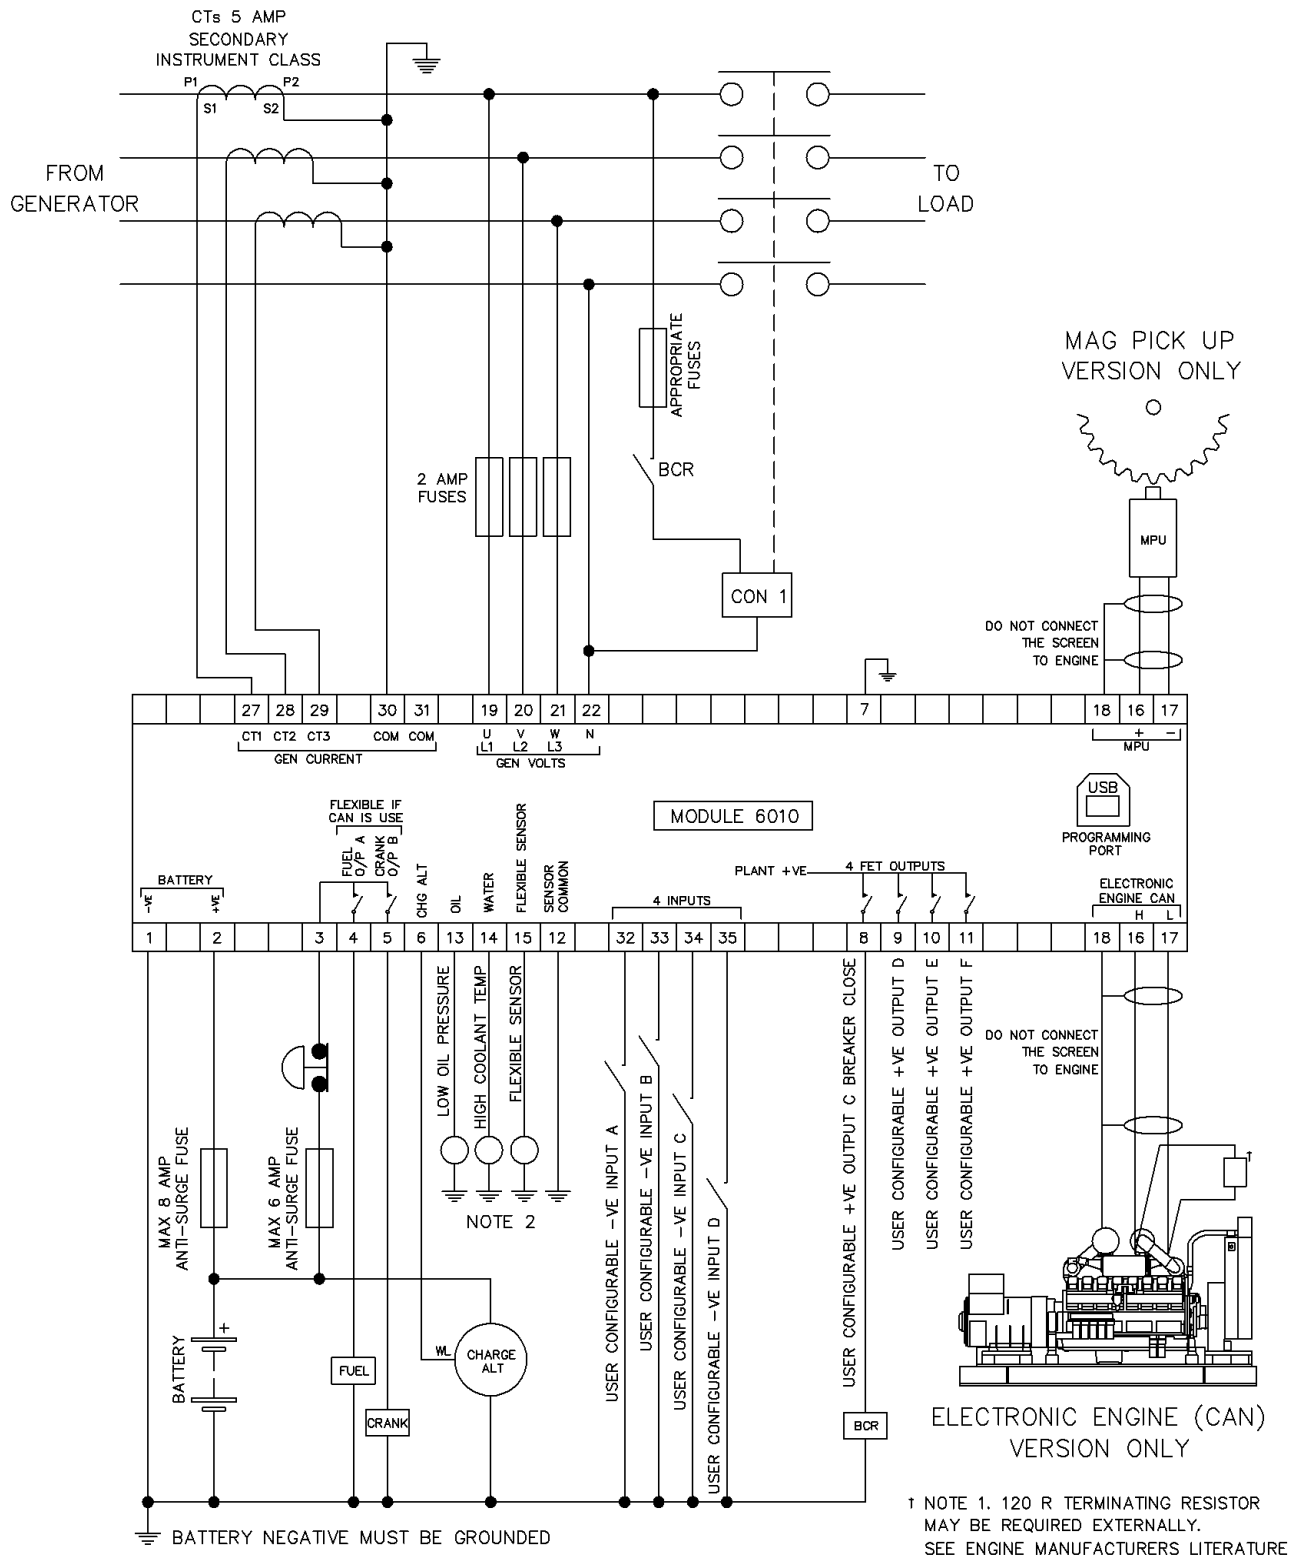 CTs 5 AMP
SECONDARY
INSTRUMENT CLASS
P1
P2
S1
S2
FROM
GENERATOR
TO
LOAD
APPROPRIATE
FUSES
MAG PICK UP
VERSION ONLY
2 AMP
FUSES
BCR
MPU
CON 1
DO NOT CONNECT
THE SCREEN
TO ENGINE
27 28 29 30 31 19 20 21 22 7 18 16 17
CT1 CT2 CT3 COM COM U V W N + -
L1 L2 L3
GEN CURRENT
GEN VOLTS
MPU
USB
PROGRAMMING
PORT
FLEXIBLE IF
CAN IS USE
FUEL
O/P A
CRANK
O/P B
MODULE 6010
PLANT +VE
4 FET OUTPUTS
BATTERY
-VE
+VE
CHG ALT
OIL
WATER
FLEXIBLE SENSOR
SENSOR
COMMON
4 INPUTS
ELECTRONIC
ENGINE CAN
H L
1 2 3 4 5 6 13 14 15 12 32 33 34 35 8 9 10 11 18 16 17
LOW OIL PRESSURE
HIGH COOLANT TEMP
FLEXIBLE SENSOR
NOTE 2
MAX 8 AMP
ANTI-SURGE FUSE
MAX 6 AMP
ANTI-SURGE FUSE
USER CONFIGURABLE -VE INPUT A
USER CONFIGURABLE -VE INPUT B
USER CONFIGURABLE -VE INPUT C
USER CONFIGURABLE -VE INPUT D
USER CONFIGURABLE +VE OUTPUT C BREAKER CLOSE
USER CONFIGURABLE +VE OUTPUT D
USER CONFIGURABLE +VE OUTPUT E
USER CONFIGURABLE +VE OUTPUT F
DO NOT CONNECT
THE SCREEN
TO ENGINE
†
+
BATTERY
FUEL
CRANK
WL
CHARGE
ALT
BCR
ELECTRONIC ENGINE (CAN)
VERSION ONLY
† NOTE 1. 120 R TERMINATING RESISTOR
MAY BE REQUIRED EXTERNALLY.
SEE ENGINE MANUFACTURERS LITERATURE
BATTERY NEGATIVE MUST BE GROUNDED